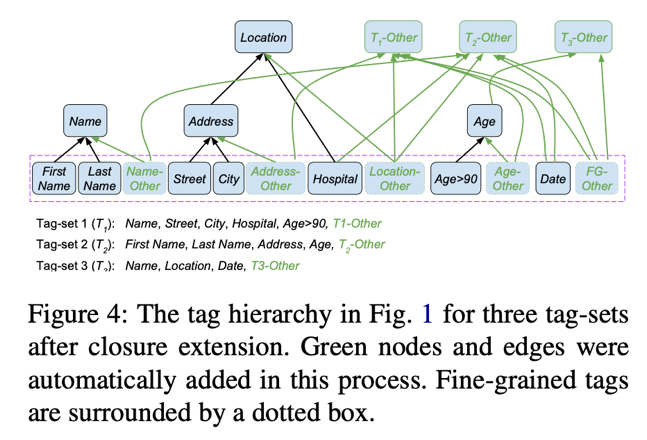 Location
T1-Other
T2-Other
T3-Other
Name
Address
Age
First
Name
Last
Name
Name-
Other
Street
City
Address-
Other
Hospital
Location-
Other
Age>90
Age-
Other
Date
FG-
Other
Tag-set 1 (T1): Name, Street, City, Hospital, Age>90, T1-Other
Tag-set 2 (T2): First Name, Last Name, Address, Age, T2-Other
Tag-set 3 (T3): Name, Location, Date, T3-Other
Figure 4: The tag hierarchy in Fig. 1 for three tag-sets
after closure extension. Green nodes and edges were
automatically added in this process. Fine-grained tags
are surrounded by a dotted box.